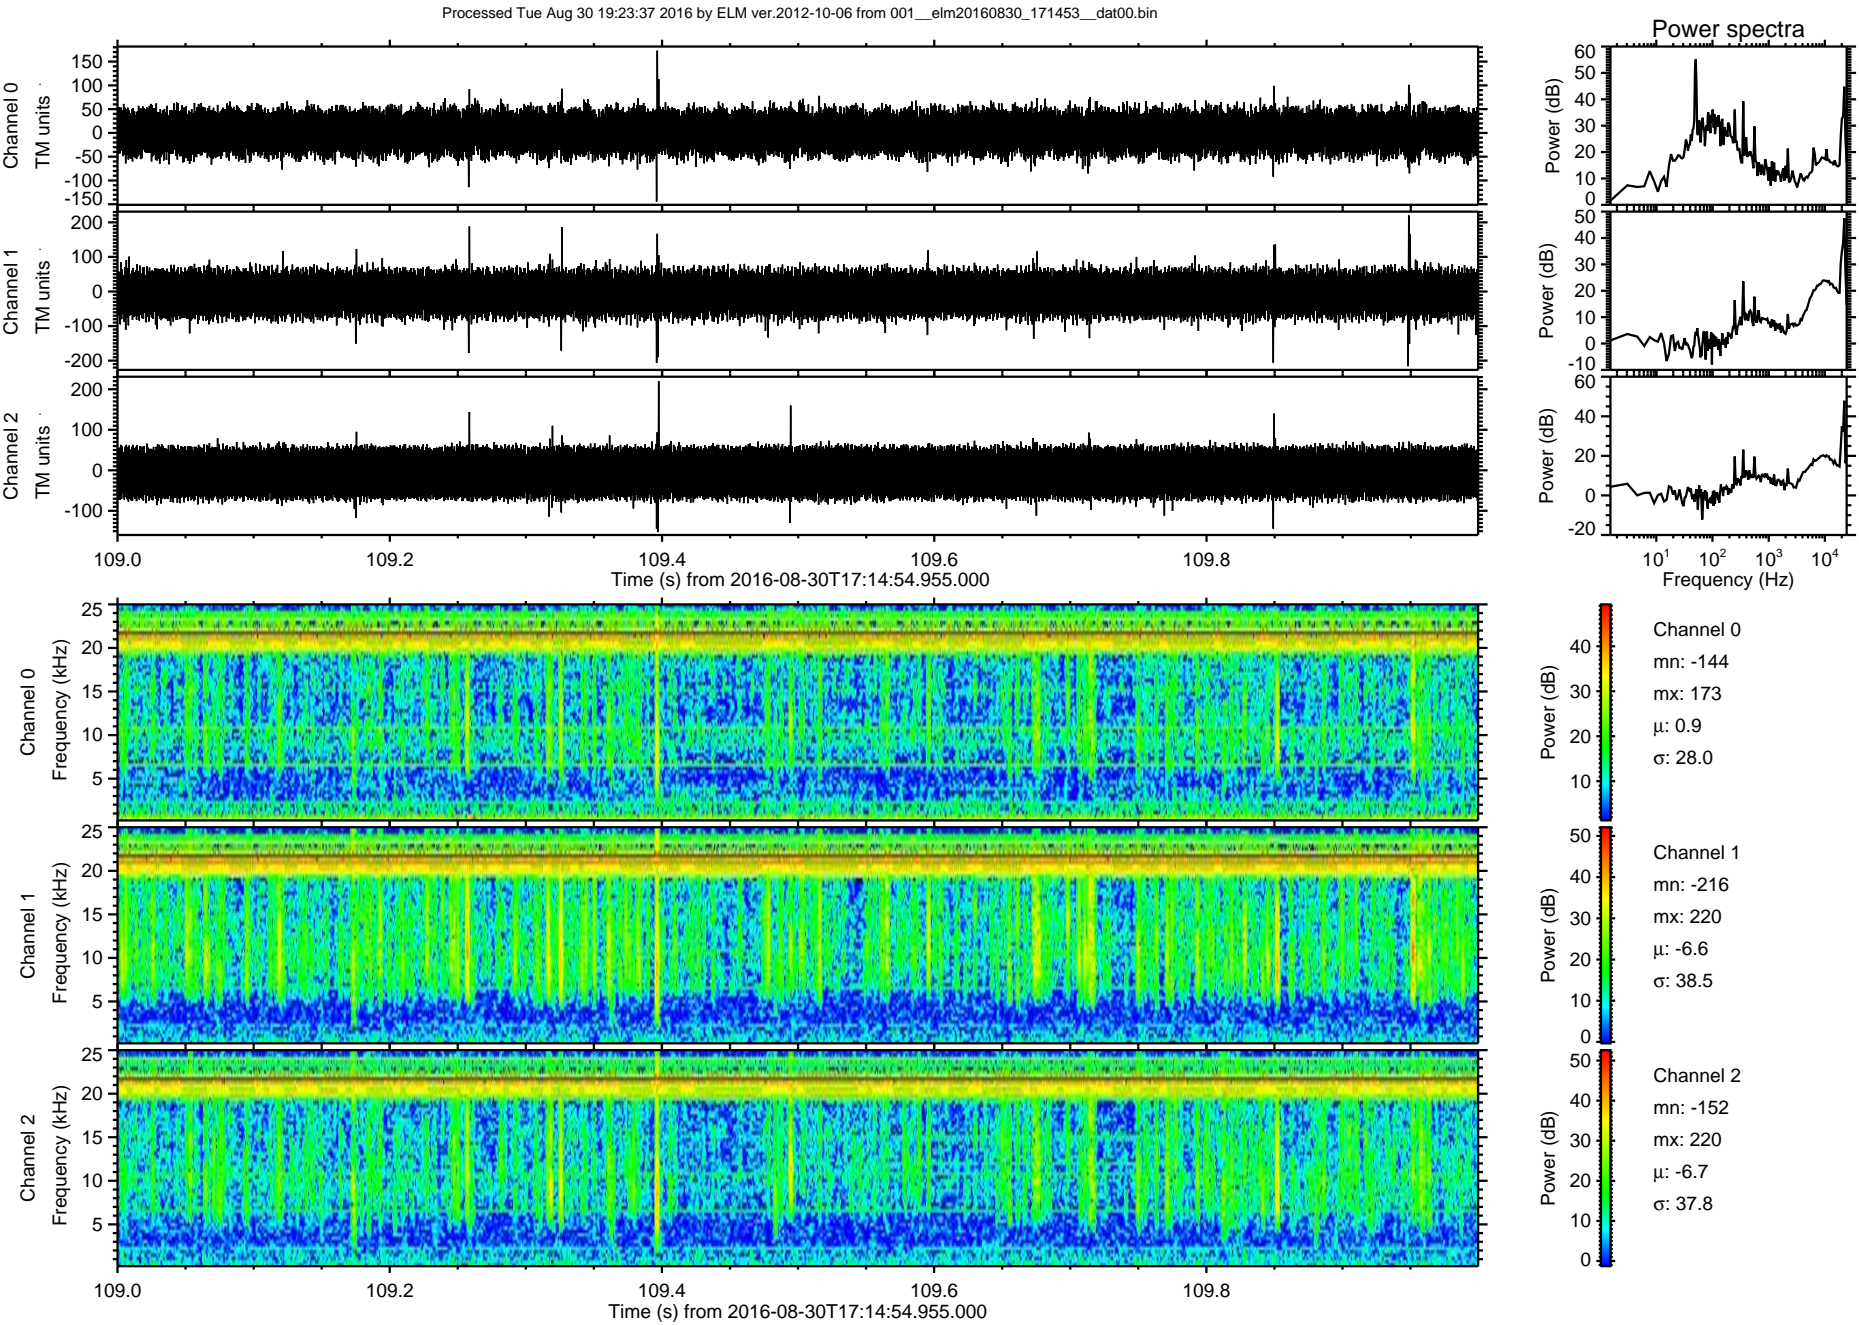 Processed Tue Aug 30 19:23:37 2016 by ELM ver.2012-10-06 from 001__elm20160830_171453__dat00.bin
Power spectra
Channel 0
TM units
150
100
50
0
-50
-100
-150
Power (dB)
60
50
40
30
20
10
0
Channel 1
TM units
200
100
0
-100
-200
Power (dB)
50
40
30
20
10
0
-10
Channel 2
TM units
200
100
0
-100
Power (dB)
60
40
20
0
-20
109.0 109.2 109.4 109.6 109.8
Time (s) from 2016-08-30T17:14:54.955.000
10¹ 10² 10³ 10⁴
Frequency (Hz)
Channel 0
Frequency (kHz)
25
20
15
10
5
Power (dB)
40
30
20
10
Channel 0
mn: -144
mx: 173
μ: 0.9
σ: 28.0
Channel 1
Frequency (kHz)
25
20
15
10
5
Power (dB)
50
40
30
20
10
0
Channel 1
mn: -216
mx: 220
μ: -6.6
σ: 38.5
Channel 2
Frequency (kHz)
25
20
15
10
5
Power (dB)
50
40
30
20
10
0
Channel 2
mn: -152
mx: 220
μ: -6.7
σ: 37.8
109.0 109.2 109.4 109.6 109.8
Time (s) from 2016-08-30T17:14:54.955.000